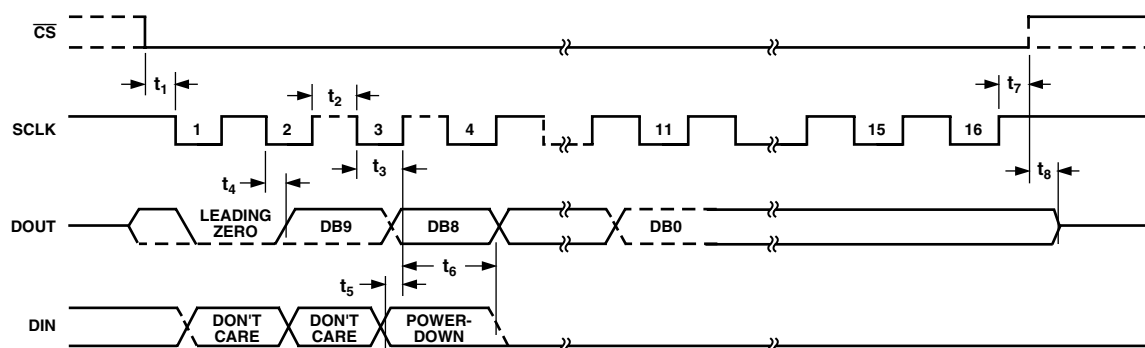 CS
t1
t2
t7
SCLK
1
2
3
4
11
15
16
t3
t4
t8
DOUT
LEADING
ZERO
DB9
DB8
DB0
t6
t5
DIN
DON'T
CARE
DON'T
CARE
POWER-
DOWN